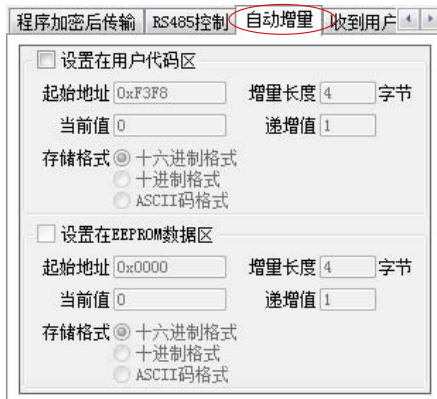 程序加密后传输 RS485控制 自动增量 收到用户
设置在用户代码区
起始地址 0xF3F8 增量长度 4 字节
当前值 0 递增值 1
存储格式 十六进制格式
十进制格式
ASCII码格式
设置在EEPROM数据区
起始地址 0x0000 增量长度 4 字节
当前值 0 递增值 1
存储格式 十六进制格式
十进制格式
ASCII码格式